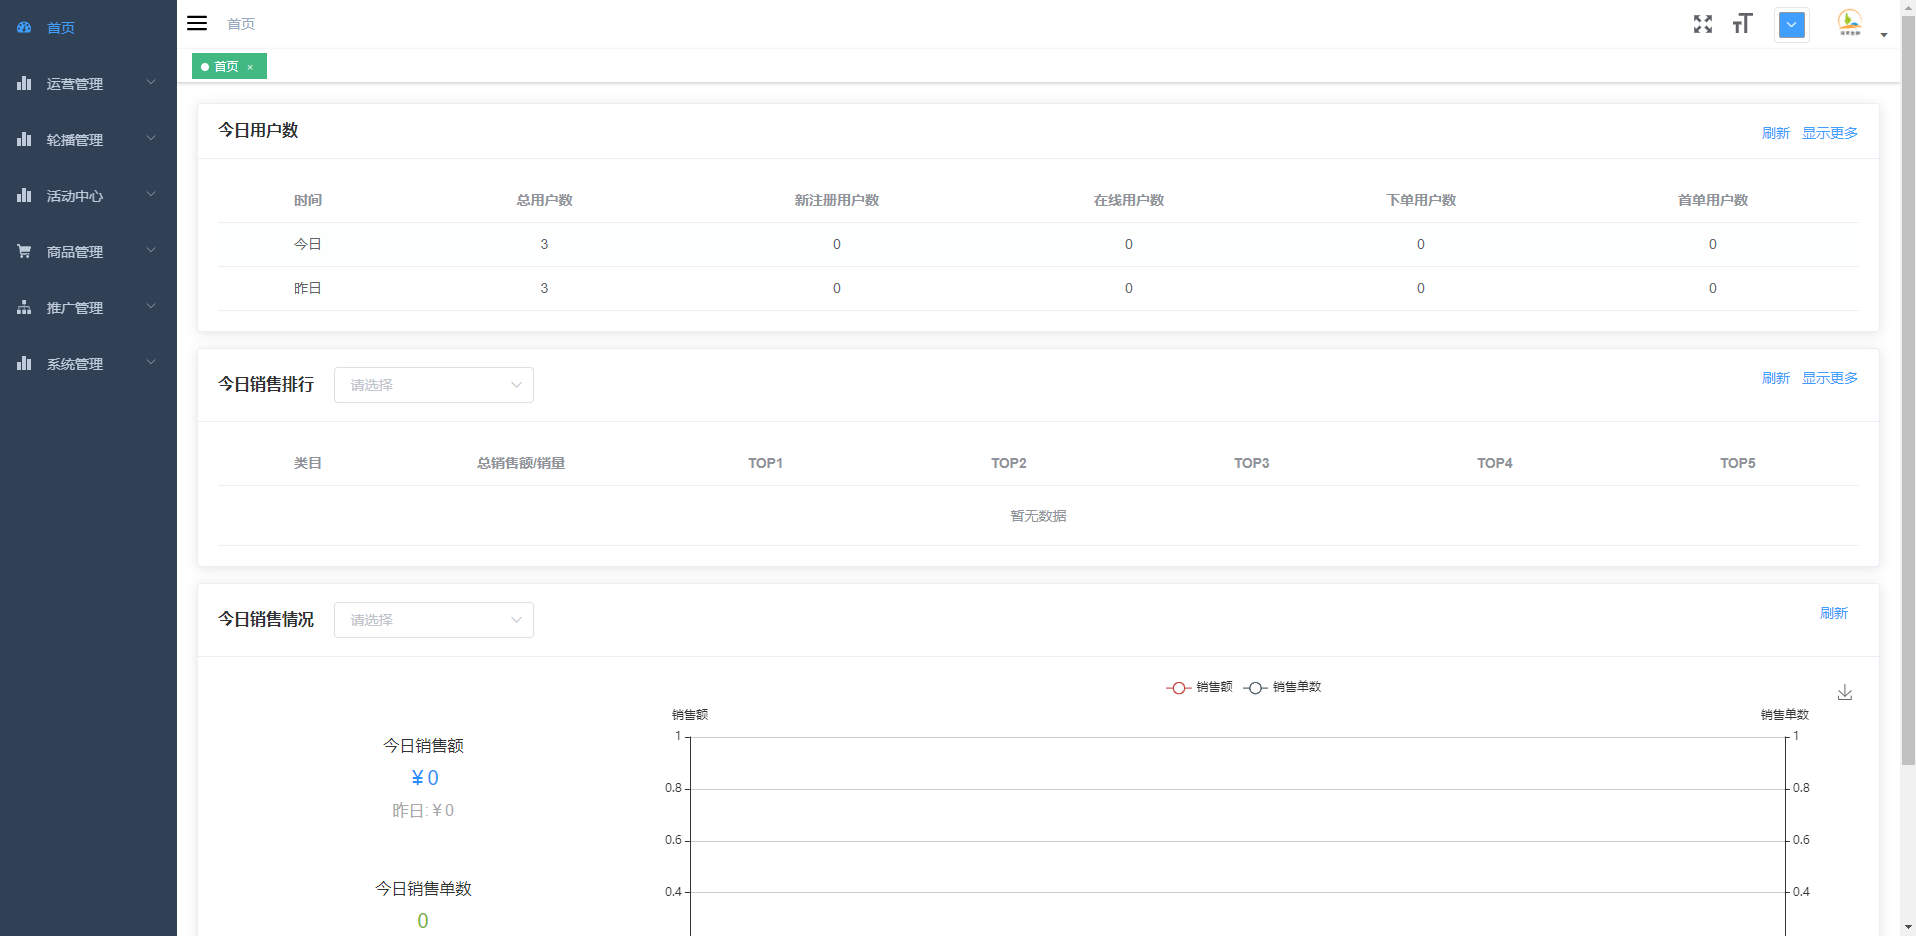 首页
运营管理
轮播管理
活动中心
商品管理
推广管理
系统管理
首页
首页 ×
今日用户数
刷新 显示更多
时间 总用户数 新注册用户数 在线用户数 下单用户数 首单用户数
今日 3 0 0 0 0
昨日 3 0 0 0 0
今日销售排行 请选择
刷新 显示更多
类目 总销售额/销量 TOP1 TOP2 TOP3 TOP4 TOP5
暂无数据
今日销售情况 请选择
刷新
销售额 销售单数
销售额 销售单数
今日销售额
¥0
昨日:¥0
今日销售单数
0
1
0.8
0.6
0.4
1
0.8
0.6
0.4